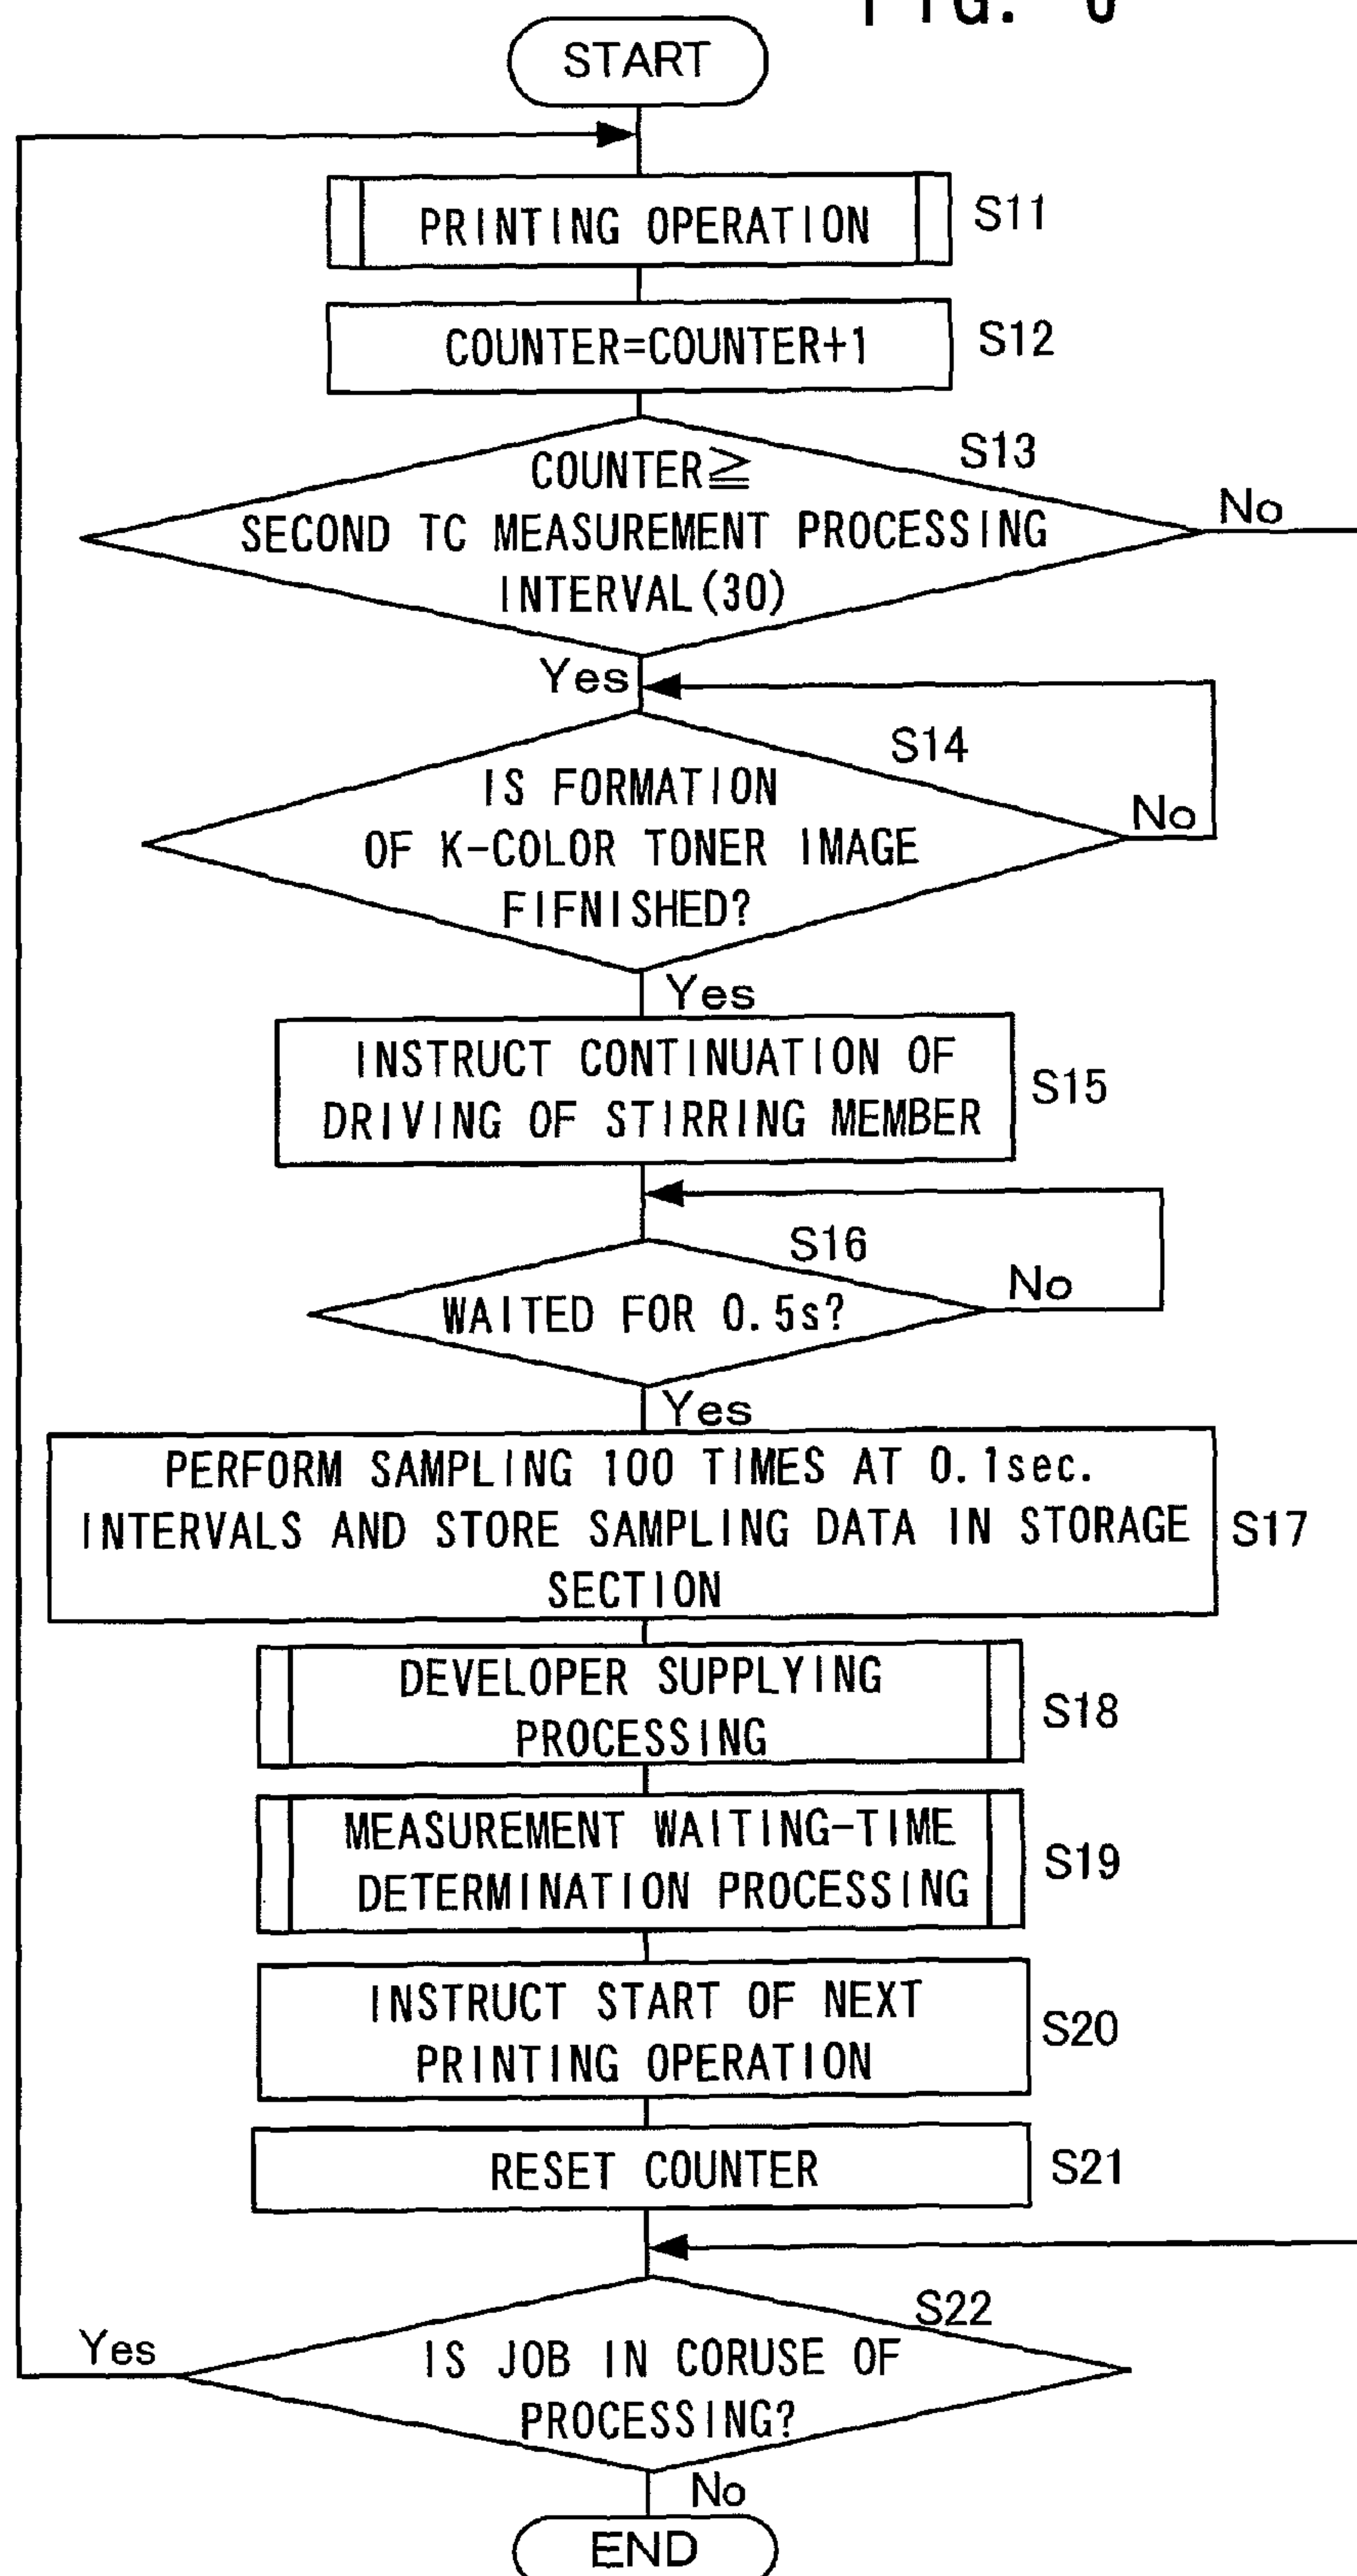 FIG.
START
PRINTING OPERATION
S11
COUNTER=COUNTER+1
S12
S13
COUNTER≧
SECOND TC MEASUREMENT PROCESSING
INTERVAL(30)
No
Yes
S14
IS FORMATION
OF K-COLOR TONER IMAGE
FIFNISHED?
No
Yes
INSTRUCT CONTINUATION OF
DRIVING OF STIRRING MEMBER
S15
S16
WAITED FOR 0.5s?
No
Yes
PERFORM SAMPLING 100 TIMES AT 0.1sec.
INTERVALS AND STORE SAMPLING DATA IN STORAGE
SECTION
S17
DEVELOPER SUPPLYING
PROCESSING
S18
MEASUREMENT WAITING-TIME
DETERMINATION PROCESSING
S19
INSTRUCT START OF NEXT
PRINTING OPERATION
S20
RESET COUNTER
S21
S22
Yes
IS JOB IN CORUSE OF
PROCESSING?
No
END